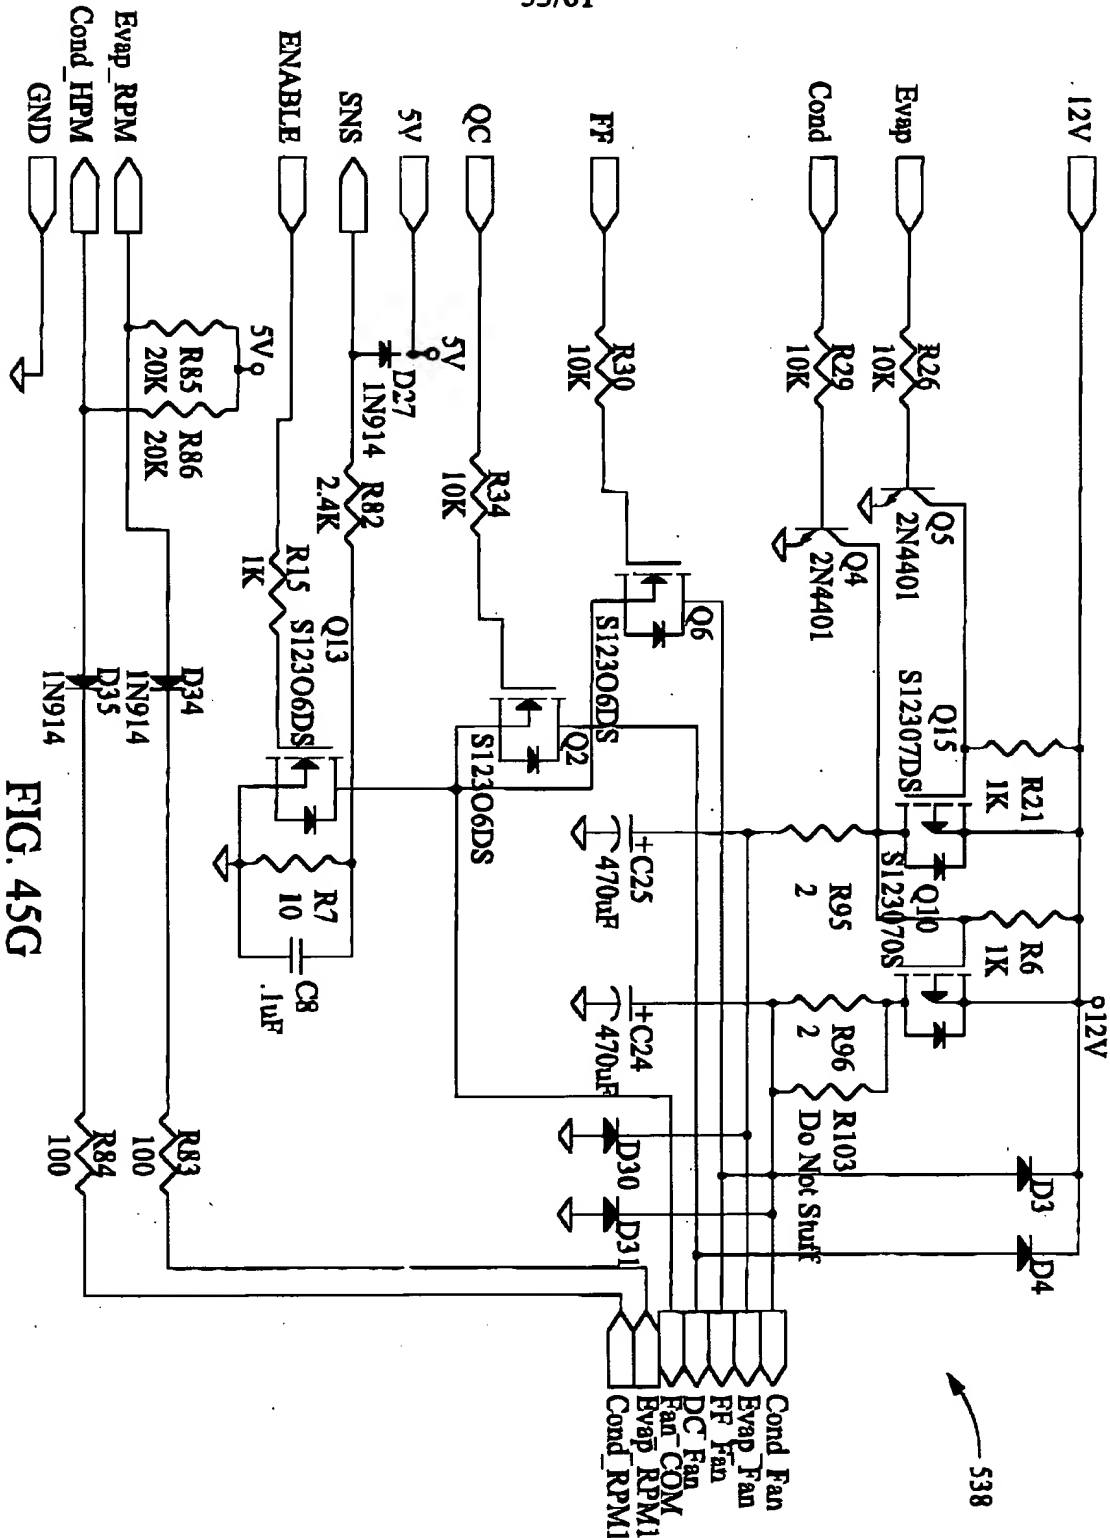 12V
Evap
Cond
FF
QC
5V
SNS
ENABLE
Evap_RPM
Cond_HPM
GND
R26
10K
R29
10K
R30
10K
5V
D27
1N914
R34
10K
R82
2.4K
5V
R85
20K
R86
20K
R15
1K
Q5
2N4401
Q4
2N4401
Q6
S12306DS
Q2
S12306DS
Q13
S12306DS
Q15
S12307DS
R21
1K
Q10
S12307DS
R6
1K
12V
R95
2
+C25
470uF
R96
2
+C24
470uF
R103
Do Not Stuff
R7
10
C8
.1uF
D34
1N914
D35
1N914
D30
D31
D3
D4
R83
100
R84
100
Cond_Fan
Evap_Fan
FF_Fan
DC_Fan
Fan_COM
Evap_RPM1
Cond_RPM1
538
FIG. 45G